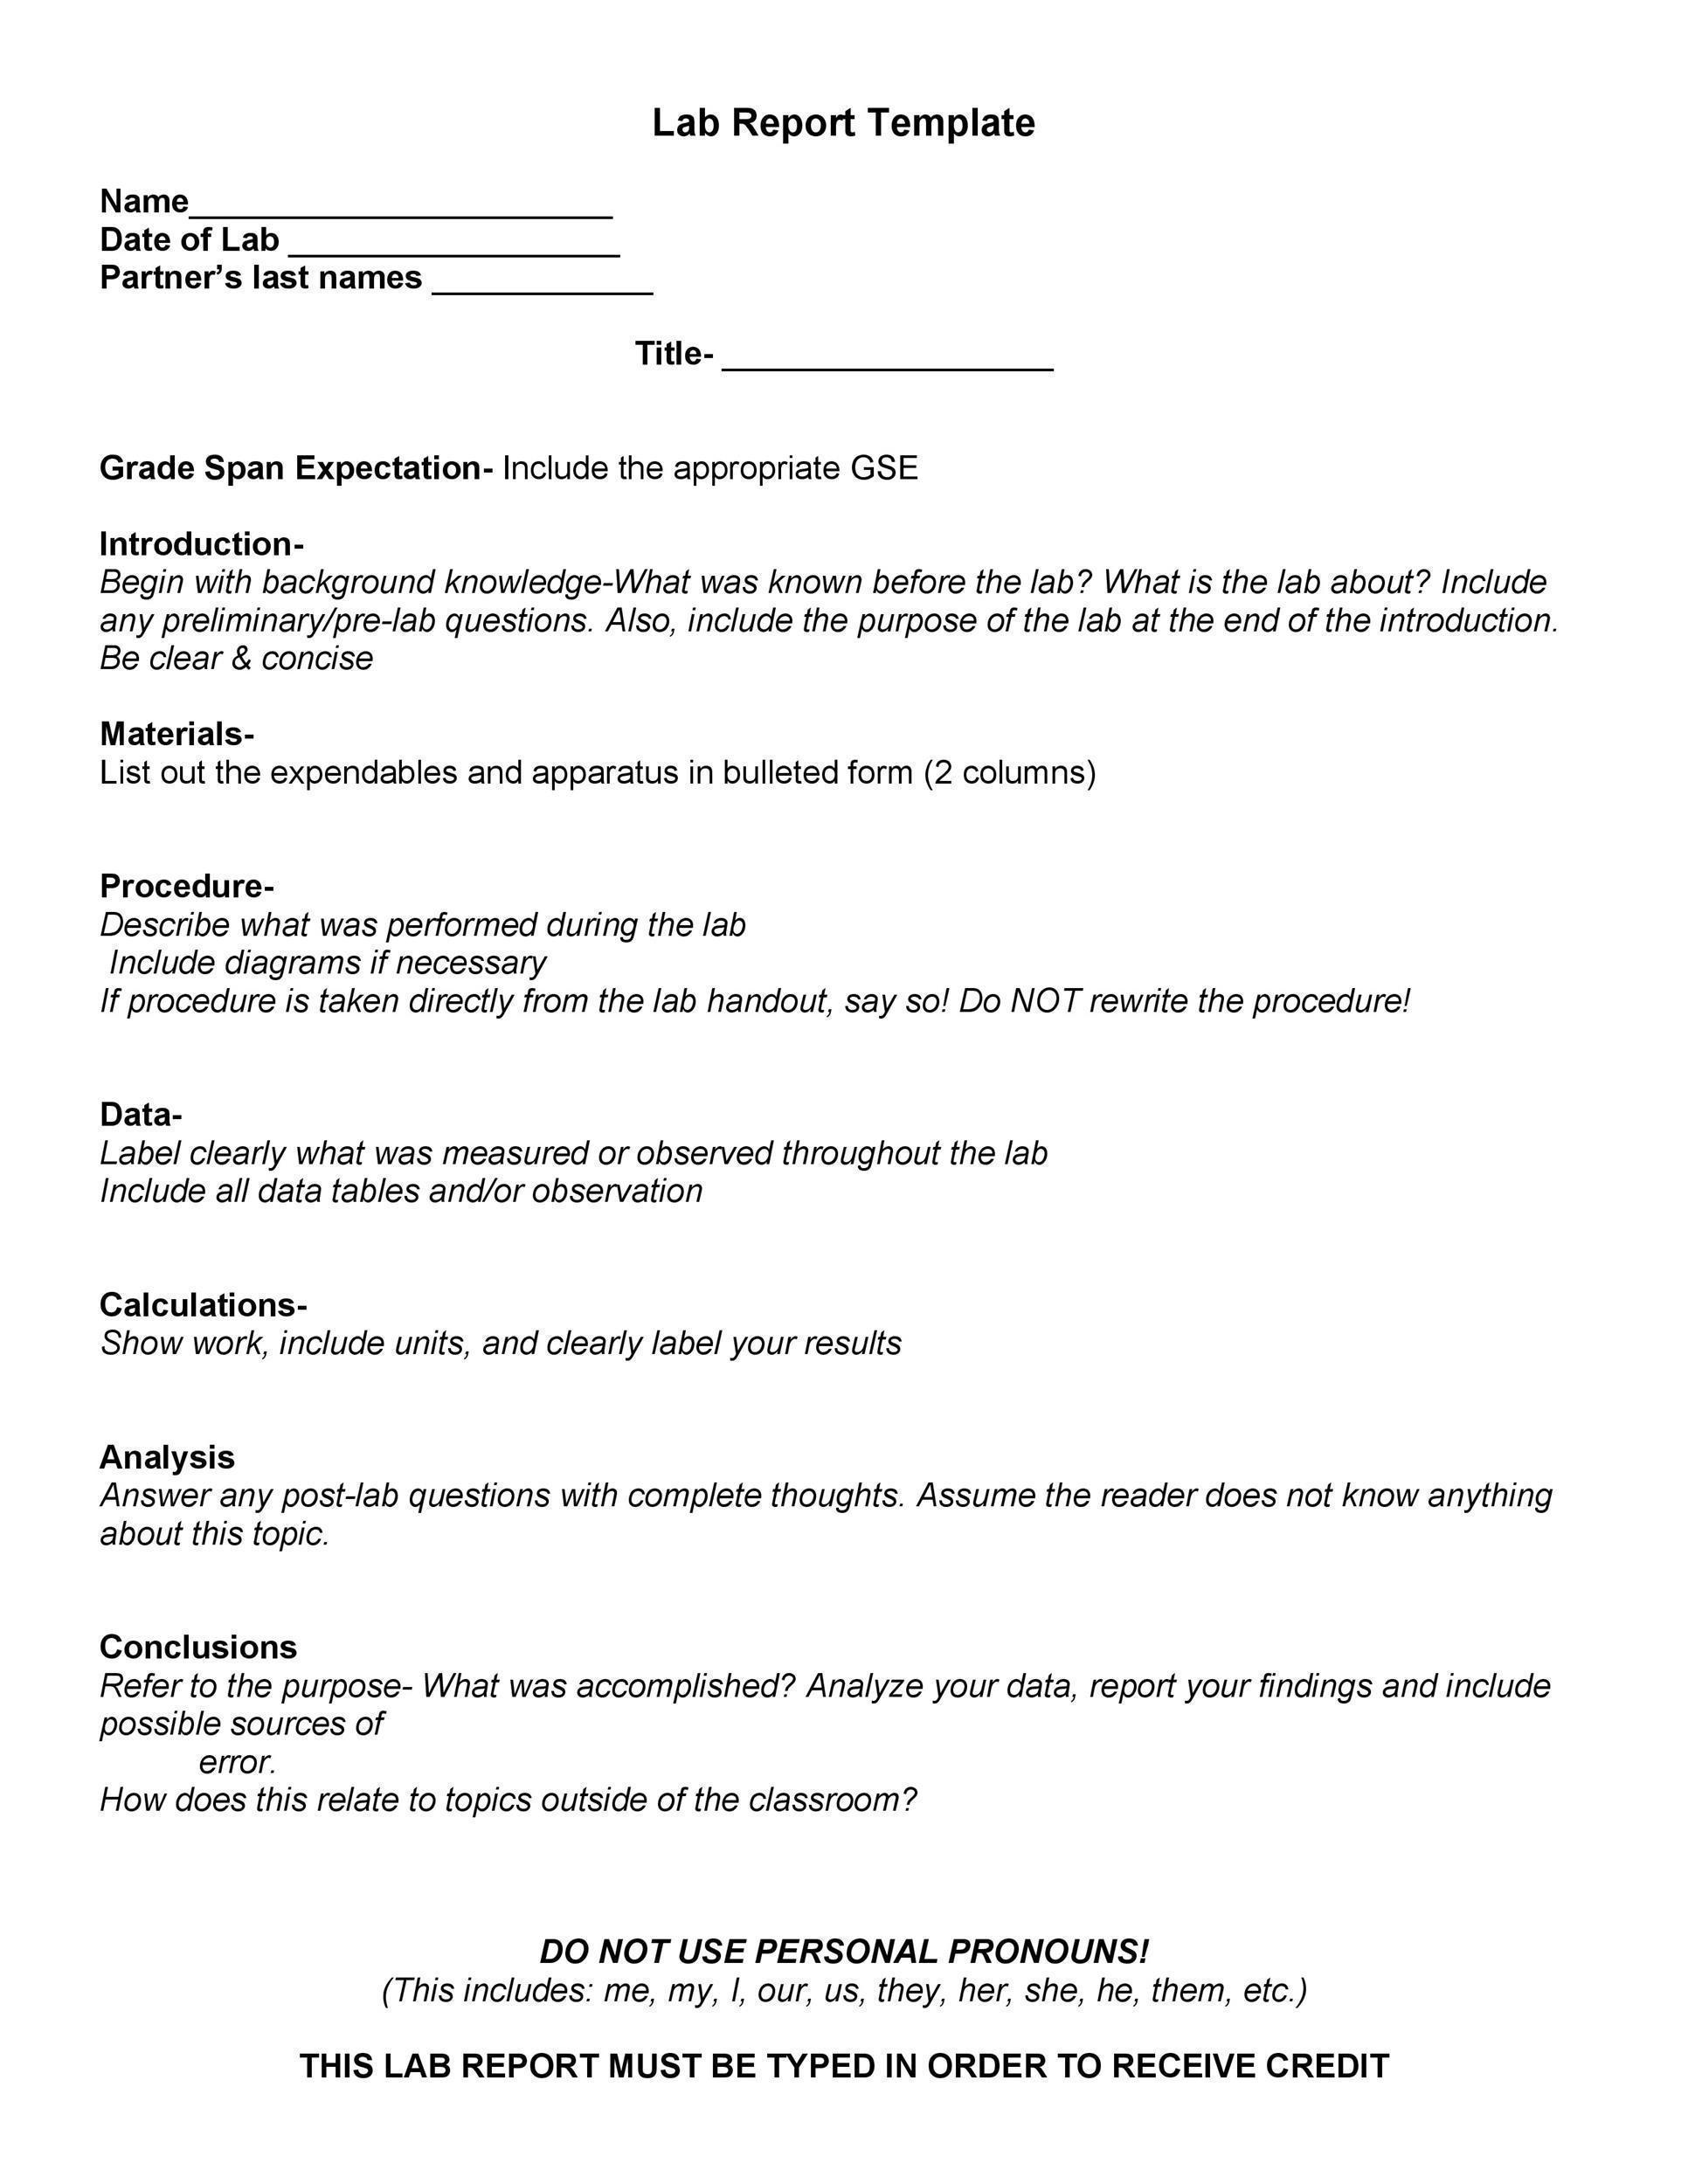 Lab Report Template
Name_______________________
Date of Lab __________________
Partner’s last names ____________
Title- __________________
Grade Span Expectation- Include the appropriate GSE
Introduction-
Begin with background knowledge-What was known before the lab? What is the lab about? Include
any preliminary/pre-lab questions. Also, include the purpose of the lab at the end of the introduction.
Be clear & concise
Materials-
List out the expendables and apparatus in bulleted form (2 columns)
Procedure-
Describe what was performed during the lab
Include diagrams if necessary
If procedure is taken directly from the lab handout, say so! Do NOT rewrite the procedure!
Data-
Label clearly what was measured or observed throughout the lab
Include all data tables and/or observation
Calculations-
Show work, include units, and clearly label your results
Analysis
Answer any post-lab questions with complete thoughts. Assume the reader does not know anything
about this topic.
Conclusions
Refer to the purpose- What was accomplished? Analyze your data, report your findings and include
possible sources of
error.
How does this relate to topics outside of the classroom?
DO NOT USE PERSONAL PRONOUNS!
(This includes: me, my, I, our, us, they, her, she, he, them, etc.)
THIS LAB REPORT MUST BE TYPED IN ORDER TO RECEIVE CREDIT